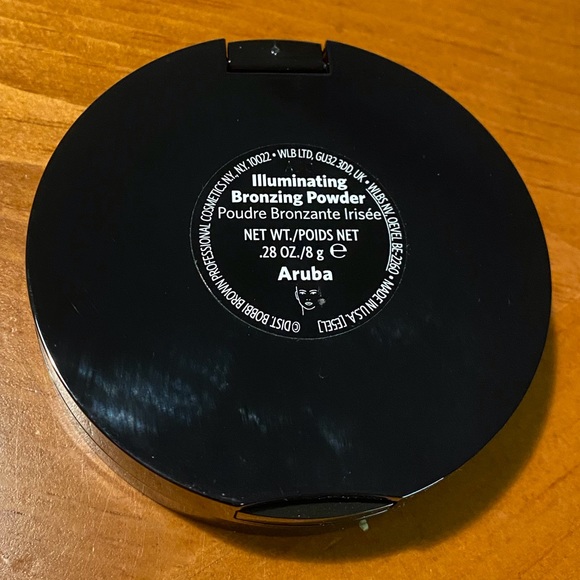 Illuminating
Bronzing Powder
Poudre Bronzante Irisée
NET WT./POIDS NET
.28 OZ./8 g ℮
Aruba
© DIST. BOBBI BROWN PROFESSIONAL COSMETICS N.Y., N.Y. 10022 • WLB LTD, GU32 3DD, UK • WLBS NV, OEVEL BE-2260 • MADE IN U.S.A. [ESEL]